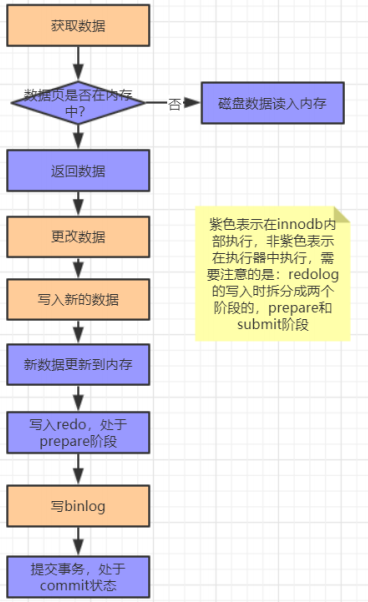 获取数据
数据页是否在内存
中？
否
磁盘数据读入内存
返回数据
更改数据
写入新的数据
新数据更新到内存
写入redo，处于
prepare阶段
写binlog
提交事务，处于
commit状态
紫色表示在innodb内
部执行，非紫色表示
在执行器中执行，需
要注意的是：redolog
的写入时拆分成两个
阶段的，prepare和
submit阶段